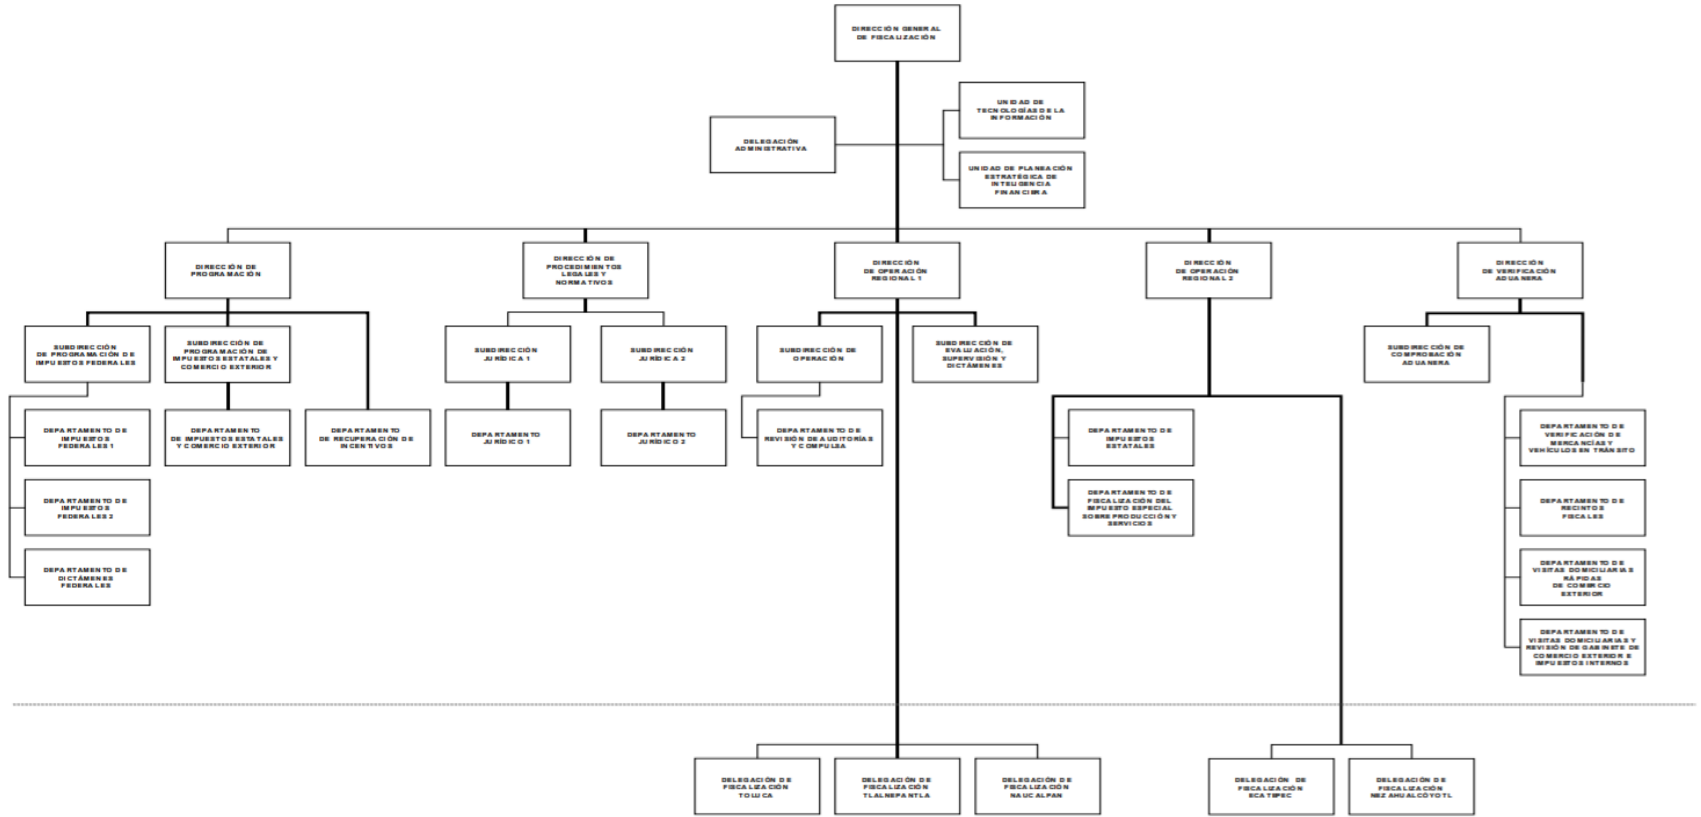 DIRECCIÓN GENERAL
DE FISCALIZACIÓN
UNIDAD DE
TECNOLOGÍAS DE LA
INFORMACIÓN
DELEGACIÓN
ADMINISTRATIVA
UNIDAD DE PLANEACIÓN
ESTRATÉGICA DE
INTELIGENCIA
FINANCIERA
DIRECCIÓN DE
PROGRAMACIÓN
DIRECCIÓN DE
PROCEDIMIENTOS
LEGALES Y
NORMATIVOS
DIRECCIÓN
DE OPERACIÓN
REGIONAL 1
DIRECCIÓN
DE OPERACIÓN
REGIONAL 2
DIRECCIÓN
DE VERIFICACIÓN
ADUANERA
SUBDIRECCIÓN
DE PROGRAMACIÓN DE
IMPUESTOS FEDERALES
SUBDIRECCIÓN DE
PROGRAMACIÓN DE
IMPUESTOS ESTATALES Y
COMERCIO EXTERIOR
SUBDIRECCIÓN
JURÍDICA 1
SUBDIRECCIÓN
JURÍDICA 2
SUBDIRECCIÓN DE
OPERACIÓN
SUBDIRECCIÓN DE
EVALUACIÓN,
SUPERVISIÓN Y
DICTÁMENES
SUBDIRECCIÓN DE
COMPROBACIÓN
ADUANERA
DEPARTAMENTO DE
IMPUESTOS
FEDERALES 1
DEPARTAMENTO
DE IMPUESTOS ESTATALES
Y COMERCIO EXTERIOR
DEPARTAMENTO
DE RECUPERACIÓN DE
INCENTIVOS
DEPARTAMENTO
JURÍDICO 1
DEPARTAMENTO
JURÍDICO 2
DEPARTAMENTO DE
REVISIÓN DE AUDITORÍAS
Y COMPULSA
DEPARTAMENTO DE
IMPUESTOS
ESTATALES
DEPARTAMENTO DE
VERIFICACIÓN DE
MERCANCÍAS Y
VEHÍCULOS EN TRÁNSITO
DEPARTAMENTO DE
IMPUESTOS
FEDERALES 2
DEPARTAMENTO DE
FISCALIZACIÓN DEL
IMPUESTO ESPECIAL
SOBRE PRODUCCIÓN Y
SERVICIOS
DEPARTAMENTO DE
RECINTOS
FISCALES
DEPARTAMENTO DE
DICTÁMENES
FEDERALES
DEPARTAMENTO DE
VISITAS DOMICILIARIAS
RÁPIDAS
DE COMERCIO
EXTERIOR
DEPARTAMENTO DE
VISITAS DOMICILIARIAS Y
REVISIÓN DE GABINETE DE
COMERCIO EXTERIOR E
IMPUESTOS INTERNOS
DELEGACIÓN DE
FISCALIZACIÓN
TOLUCA
DELEGACIÓN DE
FISCALIZACIÓN
TLALNEPANTLA
DELEGACIÓN DE
FISCALIZACIÓN
NAUCALPAN
DELEGACIÓN DE
FISCALIZACIÓN
ECATEPEC
DELEGACIÓN DE
FISCALIZACIÓN
NEZAHUALCÓYOTL